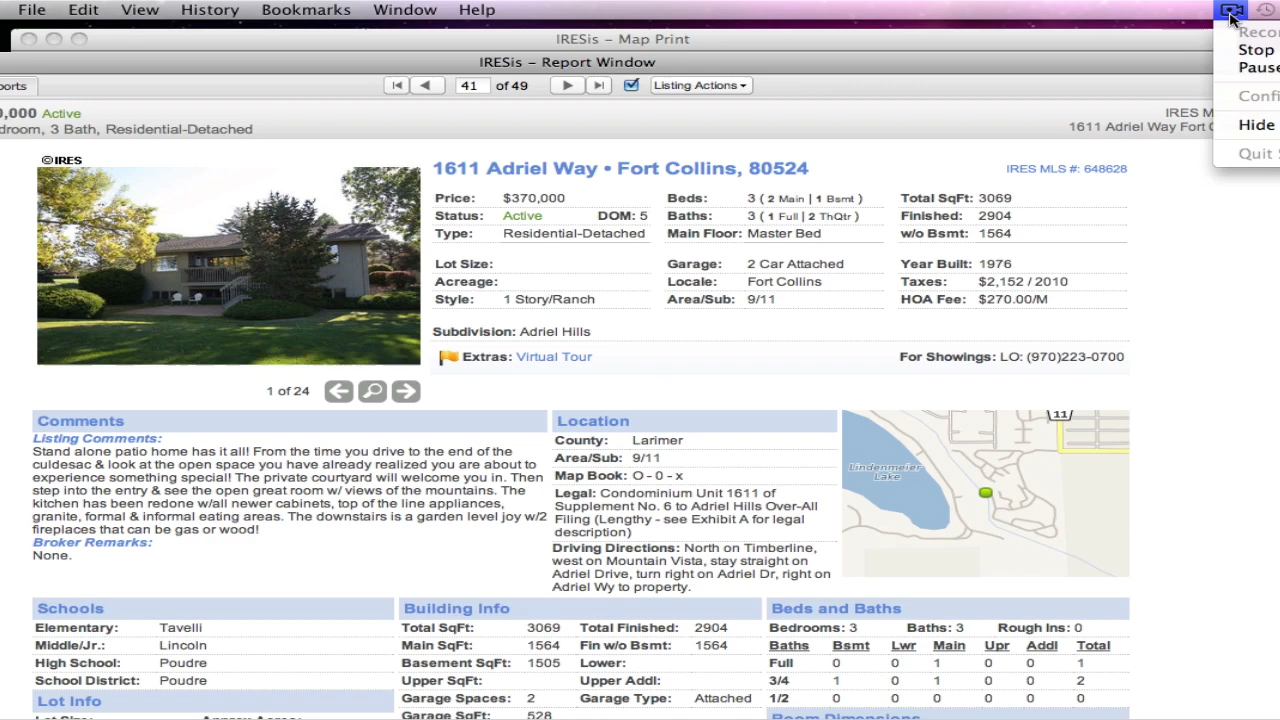 File Edit View History Bookmarks Window Help
IRESis – Map Print
IRESis – Report Window
Stop
Pause
Hide
Quit
41 of 49 Listing Actions
0,000 Active
droom, 3 Bath, Residential-Detached
IRES M
1611 Adriel Way Fort C
©IRES
1611 Adriel Way • Fort Collins, 80524
IRES MLS #: 648628
Price: $370,000 Beds: 3 ( 2 Main | 1 Bsmt ) Total SqFt: 3069
Status: Active DOM: 5 Baths: 3 ( 1 Full | 2 ThQtr ) Finished: 2904
Type: Residential-Detached Main Floor: Master Bed w/o Bsmt: 1564
Lot Size: Garage: 2 Car Attached Year Built: 1976
Acreage: Locale: Fort Collins Taxes: $2,152 / 2010
Style: 1 Story/Ranch Area/Sub: 9/11 HOA Fee: $270.00/M
Subdivision: Adriel Hills
Extras: Virtual Tour For Showings: LO: (970)223-0700
1 of 24
Comments
Listing Comments:
Stand alone patio home has it all! From the time you drive to the end of the
culdesac & look at the open space you have already realized you are about to
experience something special! The private courtyard will welcome you in. Then
step into the entry & see the open great room w/ views of the mountains. The
kitchen has been redone w/all newer cabinets, top of the line appliances,
granite, formal & informal eating areas. The downstairs is a garden level joy w/2
fireplaces that can be gas or wood!
Broker Remarks:
None.
Location
County: Larimer
Area/Sub: 9/11
Map Book: O - 0 - x
Legal: Condominium Unit 1611 of
Supplement No. 6 to Adriel Hills Over-All
Filing (Lengthy - see Exhibit A for legal
description)
Driving Directions: North on Timberline,
west on Mountain Vista, stay straight on
Adriel Drive, turn right on Adriel Dr, right on
Adriel Wy to property.
11
Lindenmeier
Lake
Schools
Elementary: Tavelli
Middle/Jr.: Lincoln
High School: Poudre
School District: Poudre
Lot Info
Building Info
Total SqFt: 3069 Total Finished: 2904
Main SqFt: 1564 Fin w/o Bsmt: 1564
Basement SqFt: 1505 Lower:
Upper SqFt: Upper Addl:
Garage Spaces: 2 Garage Type: Attached
Garage SqFt: 528
Beds and Baths
Bedrooms: 3 Baths: 3 Rough Ins: 0
Baths Bsmt Lwr Main Upr Addl Total
Full 0 0 1 0 0 1
3/4 1 0 1 0 0 2
1/2 0 0 0 0 0 0
Room Dimensions